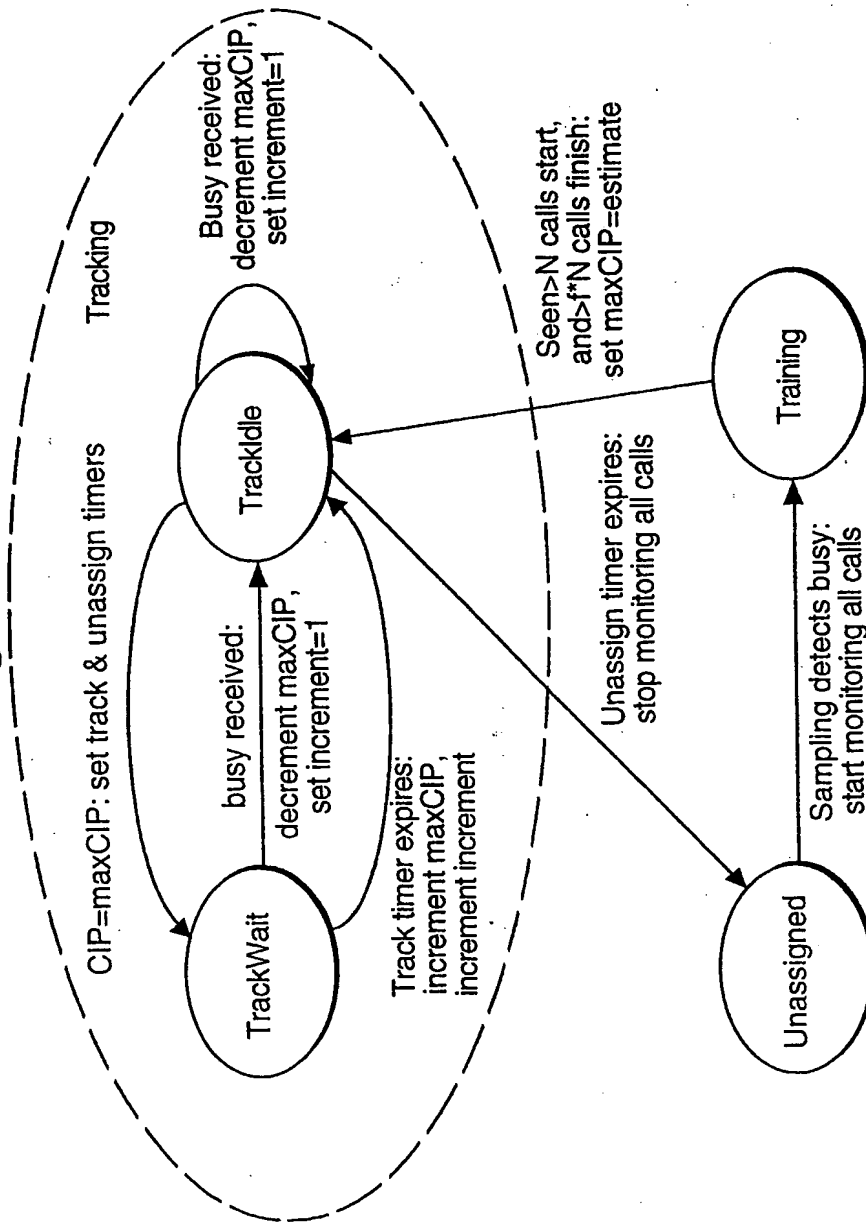 Tracking
CIP=maxCIP: set track & unassign timers
Busy received:
decrement maxCIP,
set increment=1
TrackIdle
TrackWait
busy received:
decrement maxCIP,
set increment=1
Track timer expires:
increment maxCIP,
increment increment
Seen>N calls start,
and>f*N calls finish:
set maxCIP=estimate
Unassign timer expires:
stop monitoring all calls
Training
Unassigned
Sampling detects busy:
start monitoring all calls